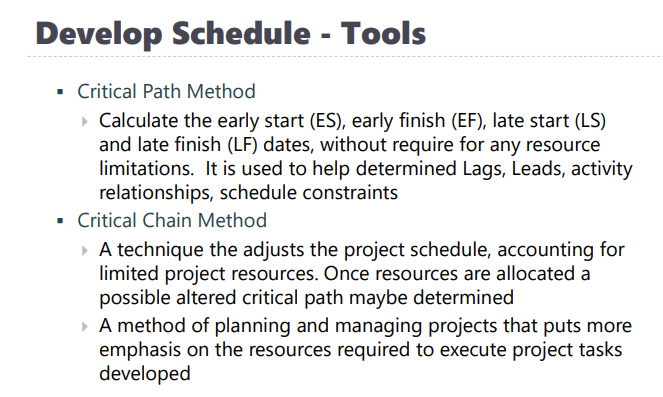 Develop Schedule - Tools
▪ Critical Path Method
Calculate the early start (ES), early finish (EF), late start (LS)
and late finish (LF) dates, without require for any resource
limitations.  It is used to help determined Lags, Leads, activity
relationships, schedule constraints
▪ Critical Chain Method
A technique the adjusts the project schedule, accounting for
limited project resources. Once resources are allocated a
possible altered critical path maybe determined
A method of planning and managing projects that puts more
emphasis on the resources required to execute project tasks
developed